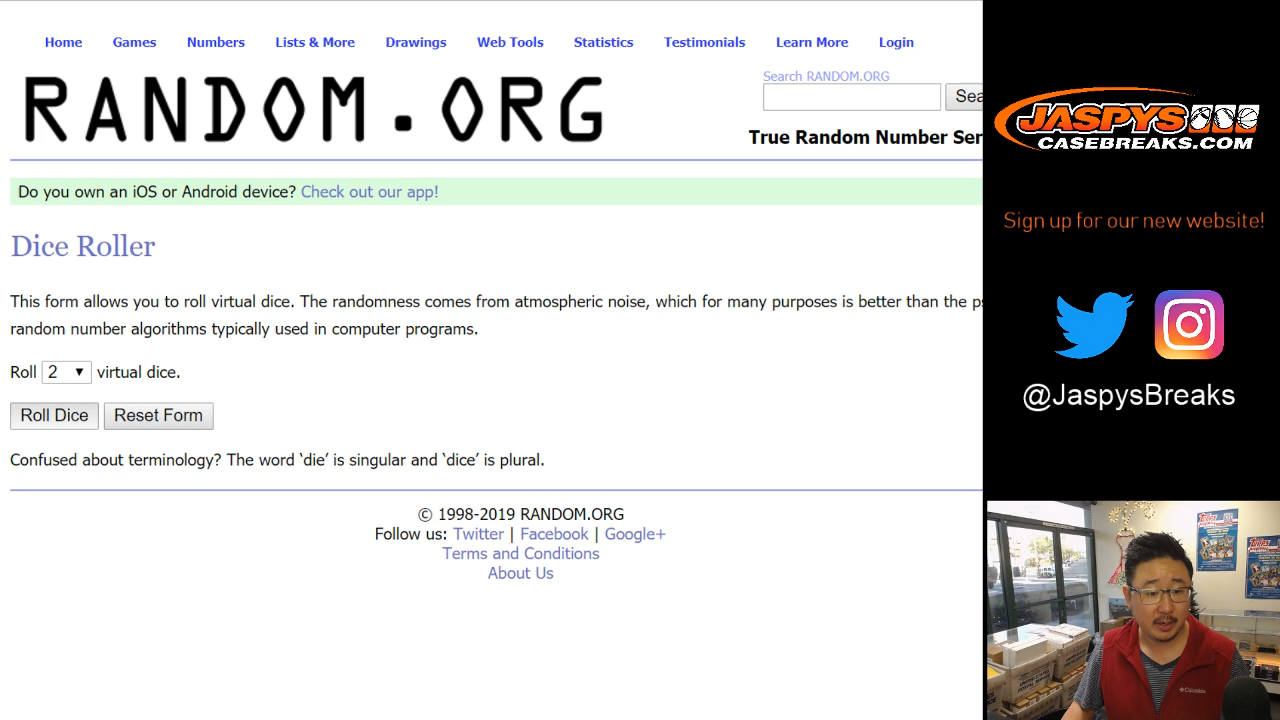 Home Games Numbers Lists & More Drawings Web Tools Statistics Testimonials Learn More Login
RANDOM.ORG
Search RANDOM.ORG
Sea
True Random Number Ser
Do you own an iOS or Android device? Check out our app!
Dice Roller
This form allows you to roll virtual dice. The randomness comes from atmospheric noise, which for many purposes is better than the ps
random number algorithms typically used in computer programs.
Roll 2 ▼ virtual dice.
Roll Dice Reset Form
Confused about terminology? The word ‘die’ is singular and ‘dice’ is plural.
© 1998-2019 RANDOM.ORG
Follow us: Twitter | Facebook | Google+
Terms and Conditions
About Us
JASPYS
CASEBREAKS.COM
Sign up for our new website!
@JaspysBreaks
Topps
Topps
Columbia